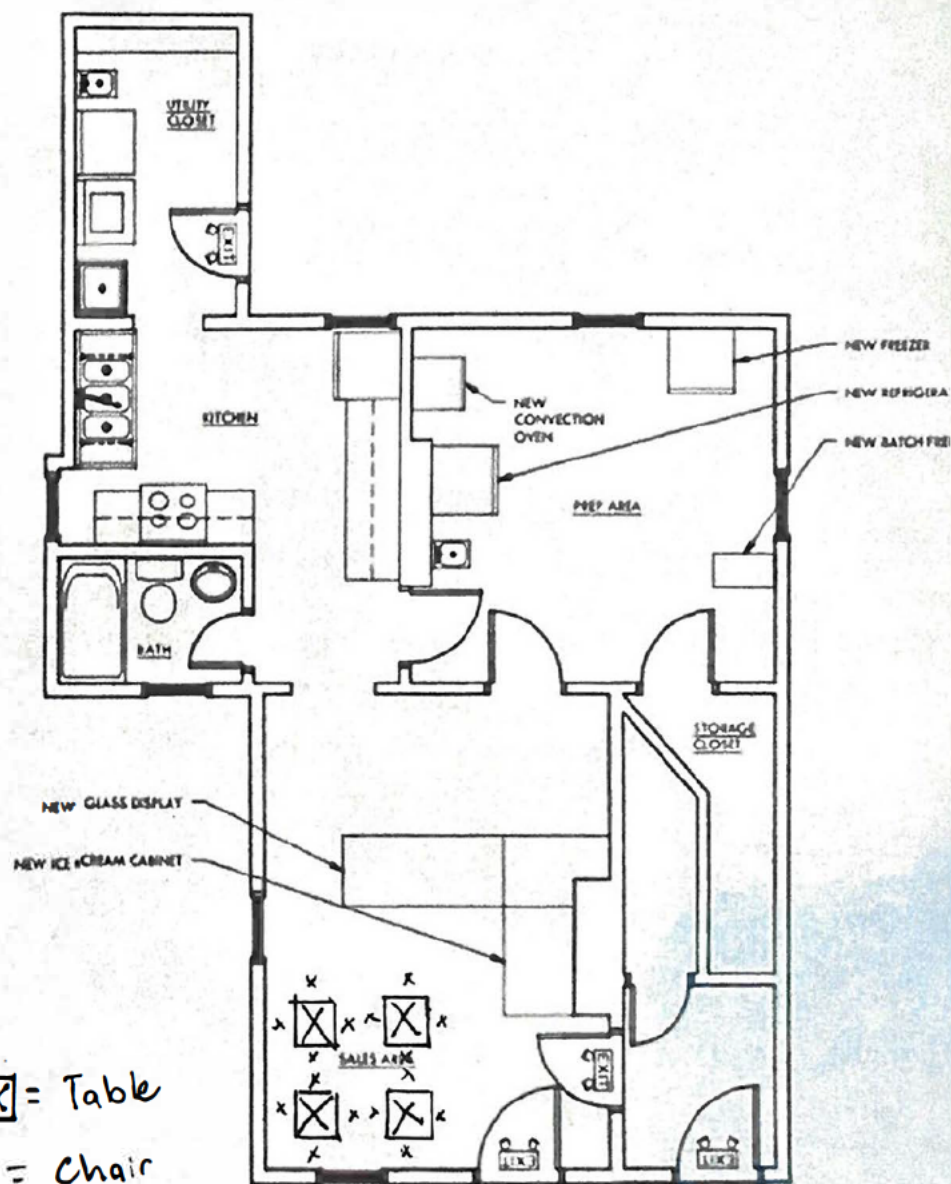 UTILITY
CLOSET
EXIT
KITCHEN
NEW
CONVECTION
OVEN
NEW FREEZER
NEW REFRIGERA
NEW BATCH FRE
PREP AREA
BATH
STORAGE
CLOSET
NEW GLASS DISPLAY
NEW ICE CREAM CABINET
SALES AREA
EXIT
EXIT
EXIT
X = Table
= Chair